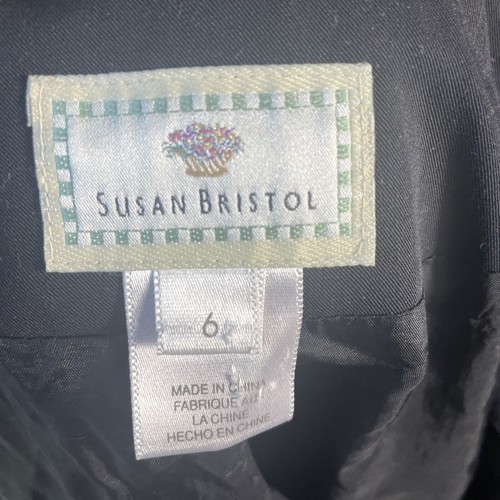 SUSAN BRISTOL
6
MADE IN CHINA
FABRIQUE AU
LA CHINE
HECHO EN CHINE